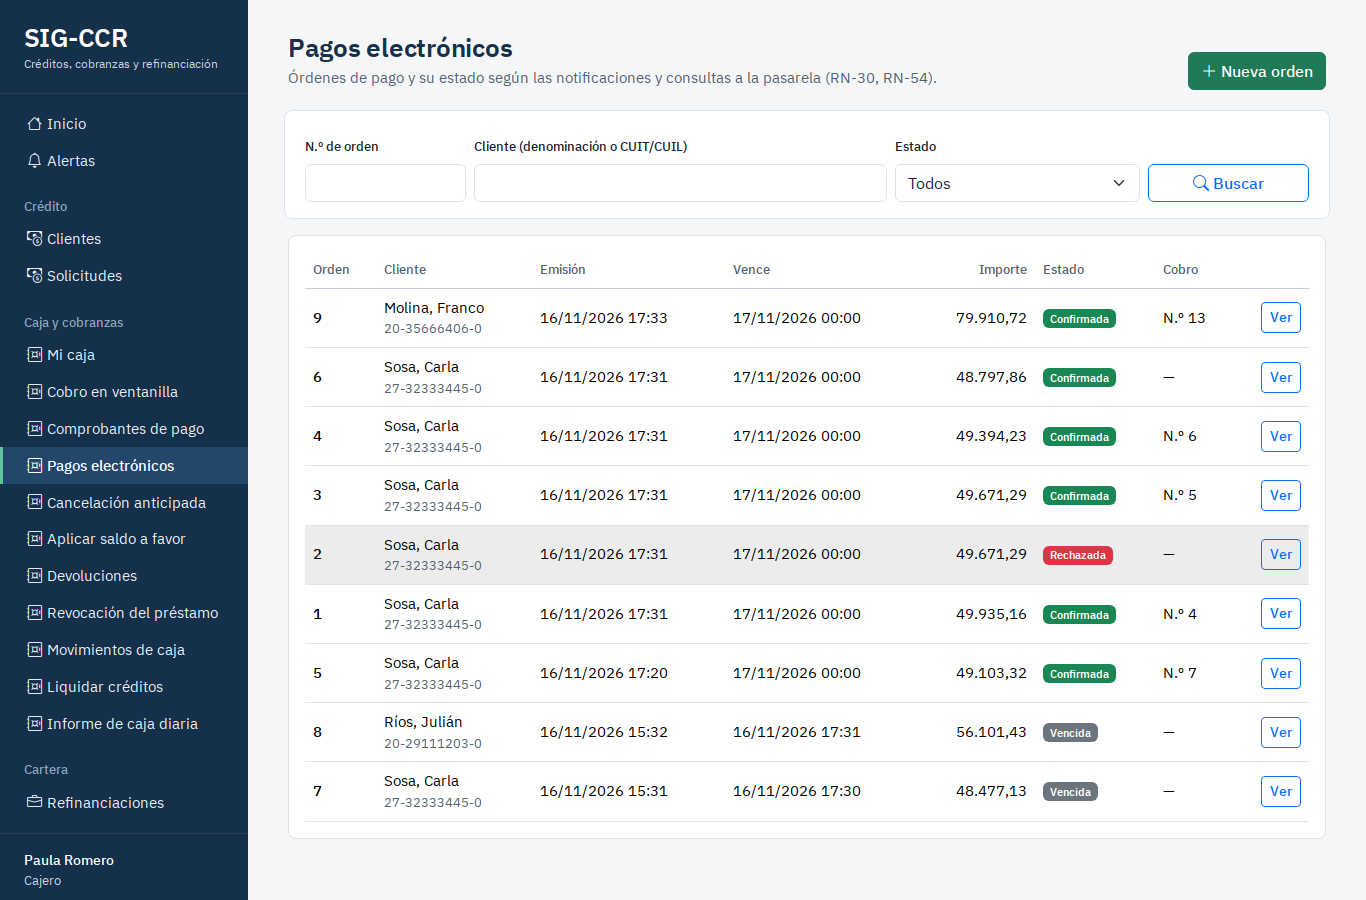 SIG-CCR
Créditos, cobranzas y refinanciación
Inicio
Alertas
Crédito
Clientes
Solicitudes
Caja y cobranzas
Mi caja
Cobro en ventanilla
Comprobantes de pago
Pagos electrónicos
Cancelación anticipada
Aplicar saldo a favor
Devoluciones
Revocación del préstamo
Movimientos de caja
Liquidar créditos
Informe de caja diaria
Cartera
Refinanciaciones
Paula Romero
Cajero
Pagos electrónicos
Órdenes de pago y su estado según las notificaciones y consultas a la pasarela (RN-30, RN-54).
+ Nueva orden
N.º de orden Cliente (denominación o CUIT/CUIL) Estado
Todos Buscar
Orden Cliente Emisión Vence Importe Estado Cobro
9 Molina, Franco 16/11/2026 17:33 17/11/2026 00:00 79.910,72 Confirmada N.º 13 Ver
20-35666406-0
6 Sosa, Carla 16/11/2026 17:31 17/11/2026 00:00 48.797,86 Confirmada — Ver
27-32333445-0
4 Sosa, Carla 16/11/2026 17:31 17/11/2026 00:00 49.394,23 Confirmada N.º 6 Ver
27-32333445-0
3 Sosa, Carla 16/11/2026 17:31 17/11/2026 00:00 49.671,29 Confirmada N.º 5 Ver
27-32333445-0
2 Sosa, Carla 16/11/2026 17:31 17/11/2026 00:00 49.671,29 Rechazada — Ver
27-32333445-0
1 Sosa, Carla 16/11/2026 17:31 17/11/2026 00:00 49.935,16 Confirmada N.º 4 Ver
27-32333445-0
5 Sosa, Carla 16/11/2026 17:20 17/11/2026 00:00 49.103,32 Confirmada N.º 7 Ver
27-32333445-0
8 Ríos, Julián 16/11/2026 15:32 16/11/2026 17:31 56.101,43 Vencida — Ver
20-29111203-0
7 Sosa, Carla 16/11/2026 15:31 16/11/2026 17:30 48.477,13 Vencida — Ver
27-32333445-0